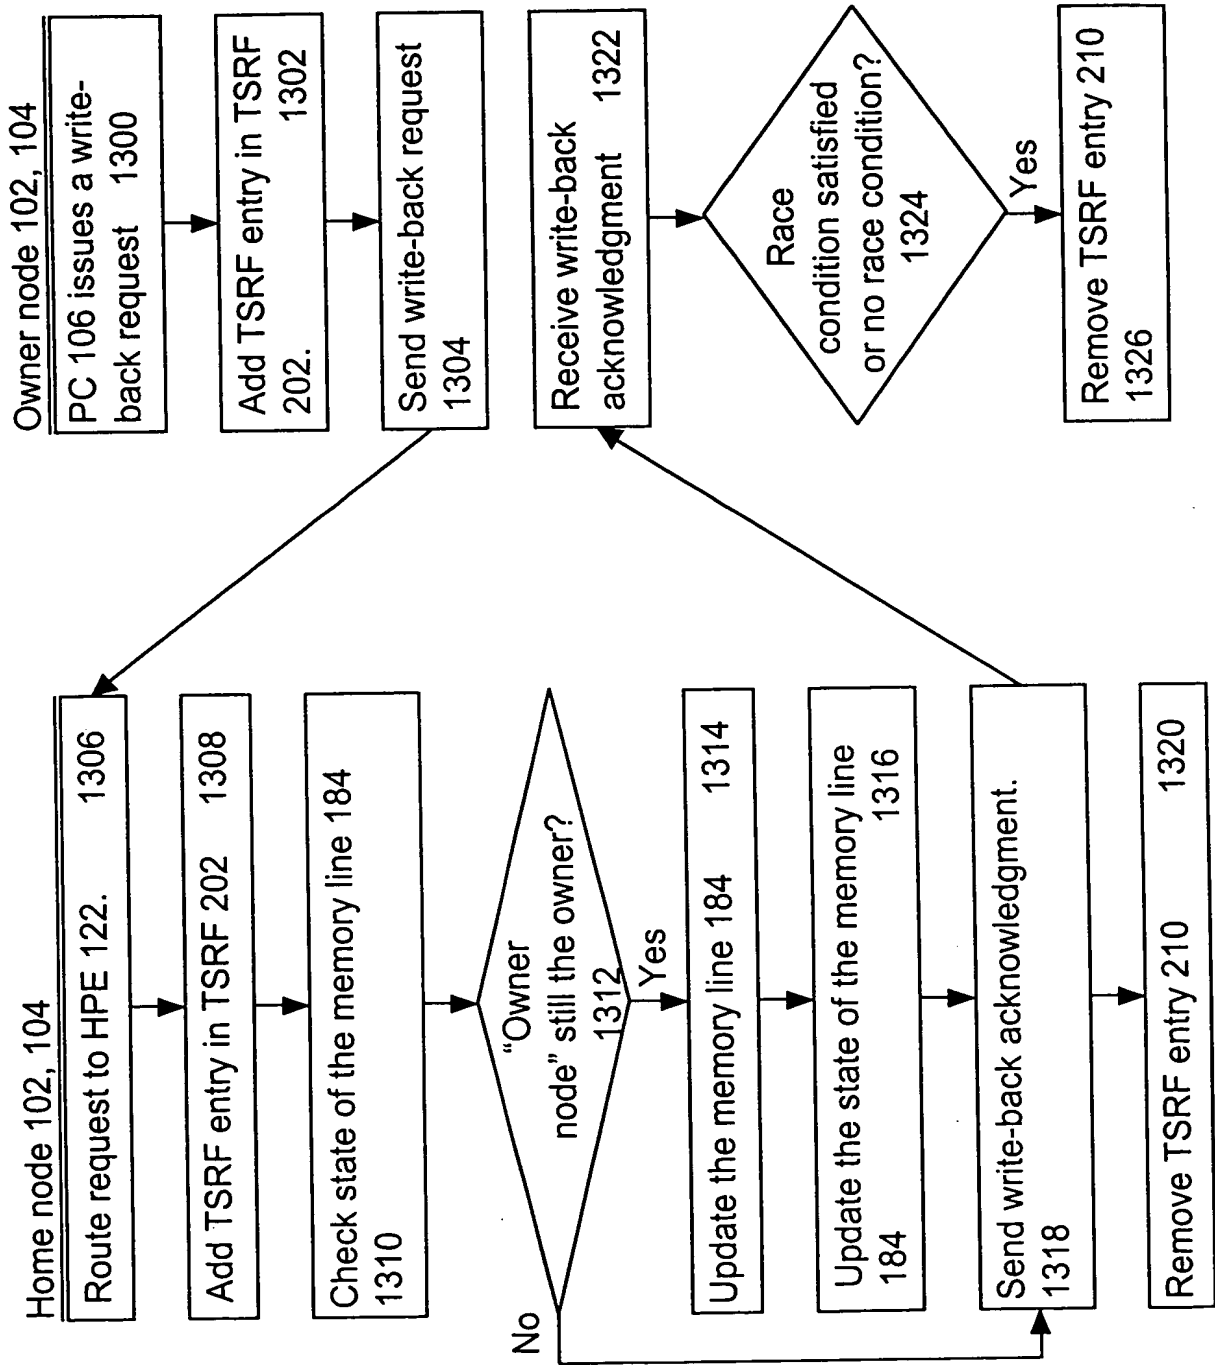 Home node 102, 104
Route request to HPE 122. 1306
Add TSRF entry in TSRF 202 1308
Check state of the memory line 184
1310
"Owner
node" still the owner?
1312
No
Yes
Update the memory line 184 1314
Update the state of the memory line
184 1316
Send write-back acknowledgment.
1318
Remove TSRF entry 210 1320
Owner node 102, 104
PC 106 issues a write-
back request 1300
Add TSRF entry in TSRF
202. 1302
Send write-back request
1304
Receive write-back
acknowledgment 1322
Race
condition satisfied
or no race condition?
1324
Yes
Remove TSRF entry 210
1326